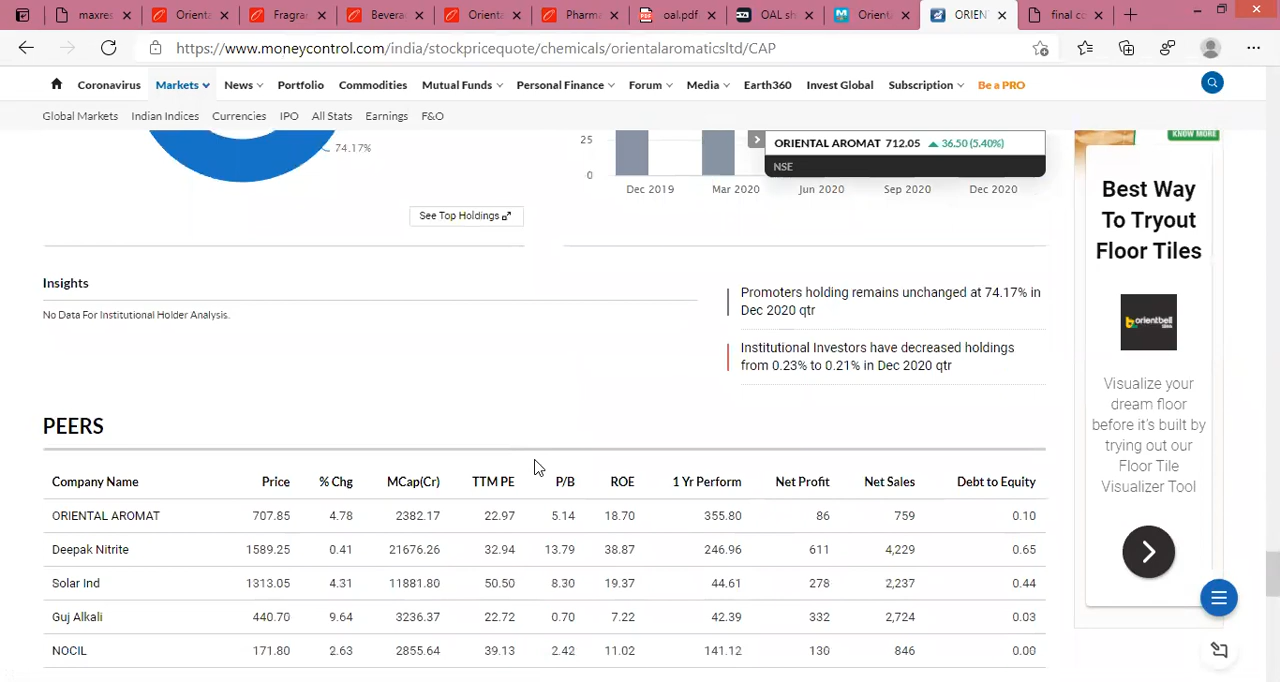 maxres
Orienta
Fragra
Bevera
Orienta
Pharma
oal.pdf
OAL sh
Orient
ORIEN
final co
https://www.moneycontrol.com/india/stockpricequote/chemicals/orientalaromaticsltd/CAP
Coronavirus Markets News Portfolio Commodities Mutual Funds Personal Finance Forum Media Earth360 Invest Global Subscription Be a PRO
Global Markets Indian Indices Currencies IPO All Stats Earnings F&O
74.17%
25
0
Dec 2019 Mar 2020 Jun 2020 Sep 2020 Dec 2020
ORIENTAL AROMAT 712.05 36.50 (5.40%)
NSE
See Top Holdings
KNOW MORE
Best Way
To Tryout
Floor Tiles
orientbell
tiles
Visualize your
dream floor
before it's built by
trying out our
Floor Tile
Visualizer Tool
Insights
No Data For Institutional Holder Analysis.
Promoters holding remains unchanged at 74.17% in
Dec 2020 qtr
Institutional Investors have decreased holdings
from 0.23% to 0.21% in Dec 2020 qtr
PEERS
Company Name Price % Chg MCap(Cr) TTM PE P/B ROE 1 Yr Perform Net Profit Net Sales Debt to Equity
ORIENTAL AROMAT 707.85 4.78 2382.17 22.97 5.14 18.70 355.80 86 759 0.10
Deepak Nitrite 1589.25 0.41 21676.28 32.94 13.79 38.87 246.96 611 4,229 0.65
Solar Ind 1313.05 4.31 11881.80 50.50 8.30 19.37 44.61 278 2,237 0.44
Guj Alkali 440.70 9.64 3236.37 22.72 0.70 7.22 42.39 332 2,724 0.03
NOCIL 171.80 2.63 2855.64 39.13 2.42 11.02 141.12 130 846 0.00